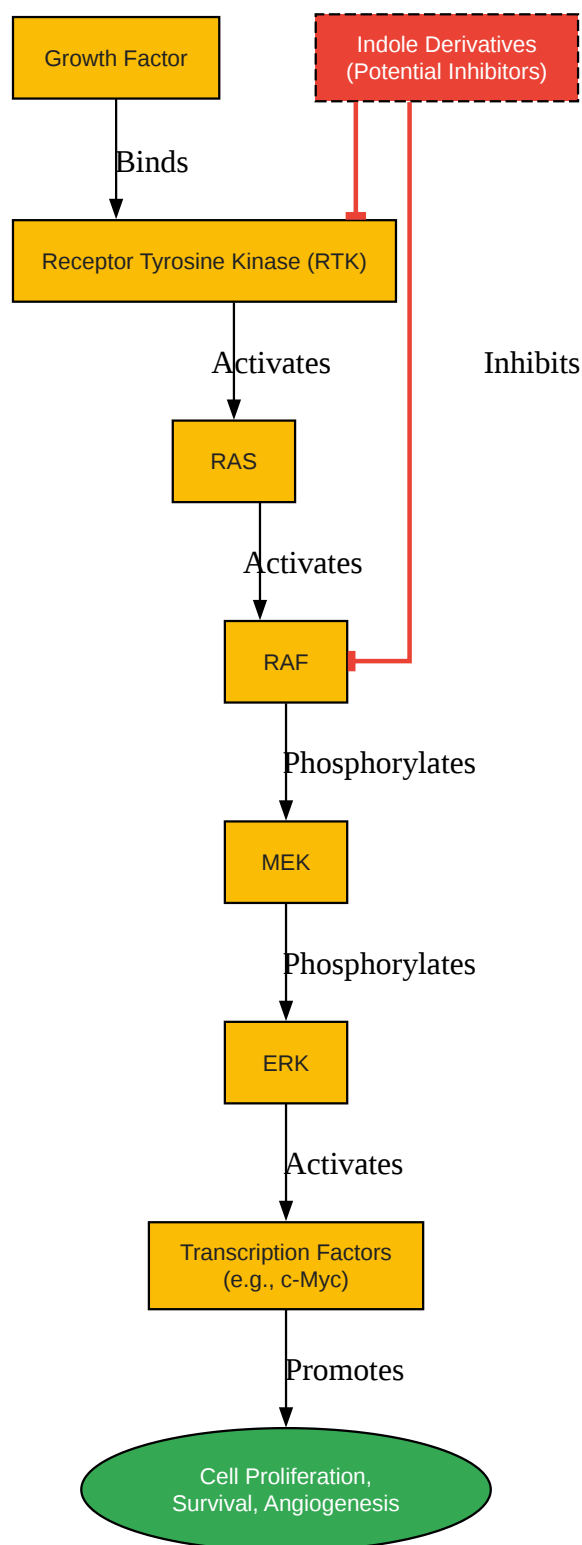 Growth Factor
Indole Derivatives
(Potential Inhibitors)
Binds
Receptor Tyrosine Kinase (RTK)
Activates
Inhibits
RAS
Activates
RAF
Phosphorylates
MEK
Phosphorylates
ERK
Activates
Transcription Factors
(e.g., c-Myc)
Promotes
Cell Proliferation,
Survival, Angiogenesis